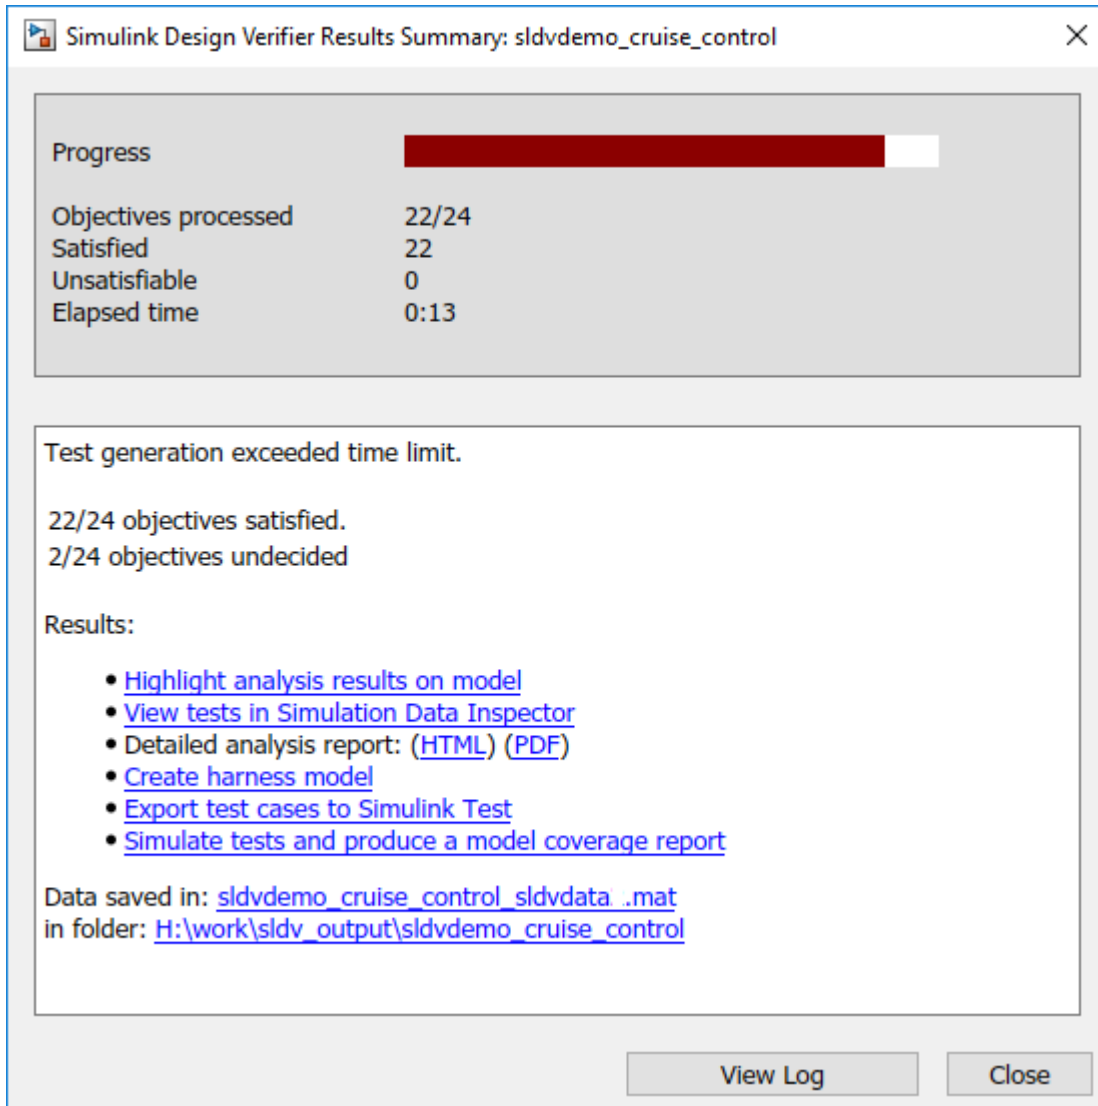 Simulink Design Verifier Results Summary: sldvdemo_cruise_control
Progress
Objectives processed 22/24
Satisfied 22
Unsatisfiable 0
Elapsed time 0:13
Test generation exceeded time limit.
22/24 objectives satisfied.
2/24 objectives undecided
Results:
• Highlight analysis results on model
• View tests in Simulation Data Inspector
• Detailed analysis report: (HTML) (PDF)
• Create harness model
• Export test cases to Simulink Test
• Simulate tests and produce a model coverage report
Data saved in: sldvdemo_cruise_control_sldvdata .mat
in folder: H:\work\sldv_output\sldvdemo_cruise_control
View Log Close